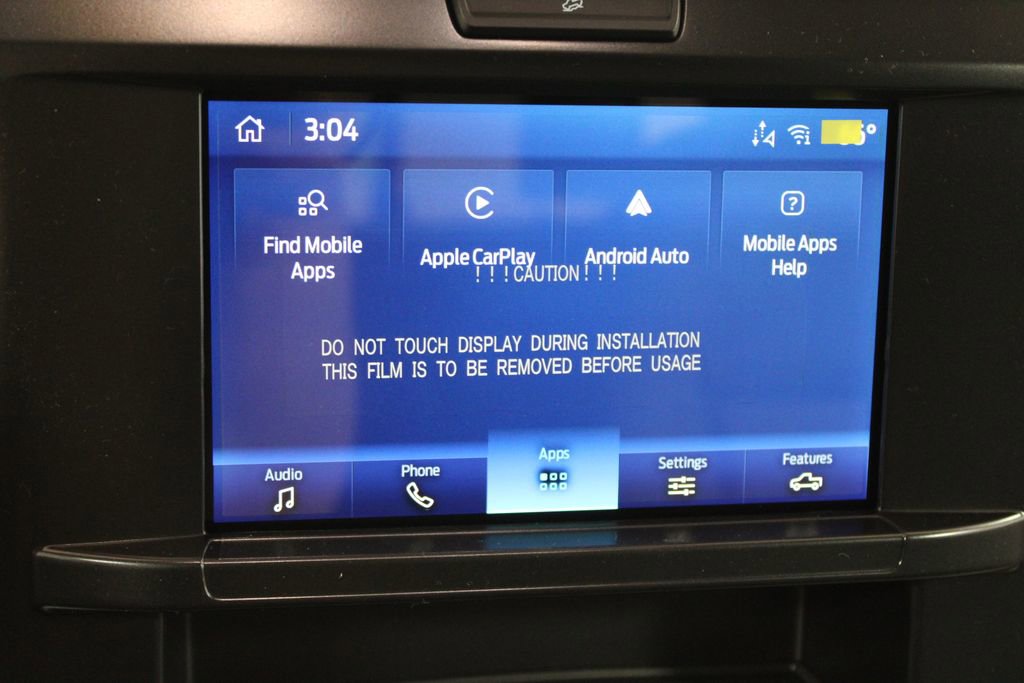 3:04
Find Mobile
Apps
Apple CarPlay
Android Auto
Mobile Apps
Help
! ! ! CAUTION ! ! !
DO NOT TOUCH DISPLAY DURING INSTALLATION
THIS FILM IS TO BE REMOVED BEFORE USAGE
Audio
Phone
Apps
Settings
Features